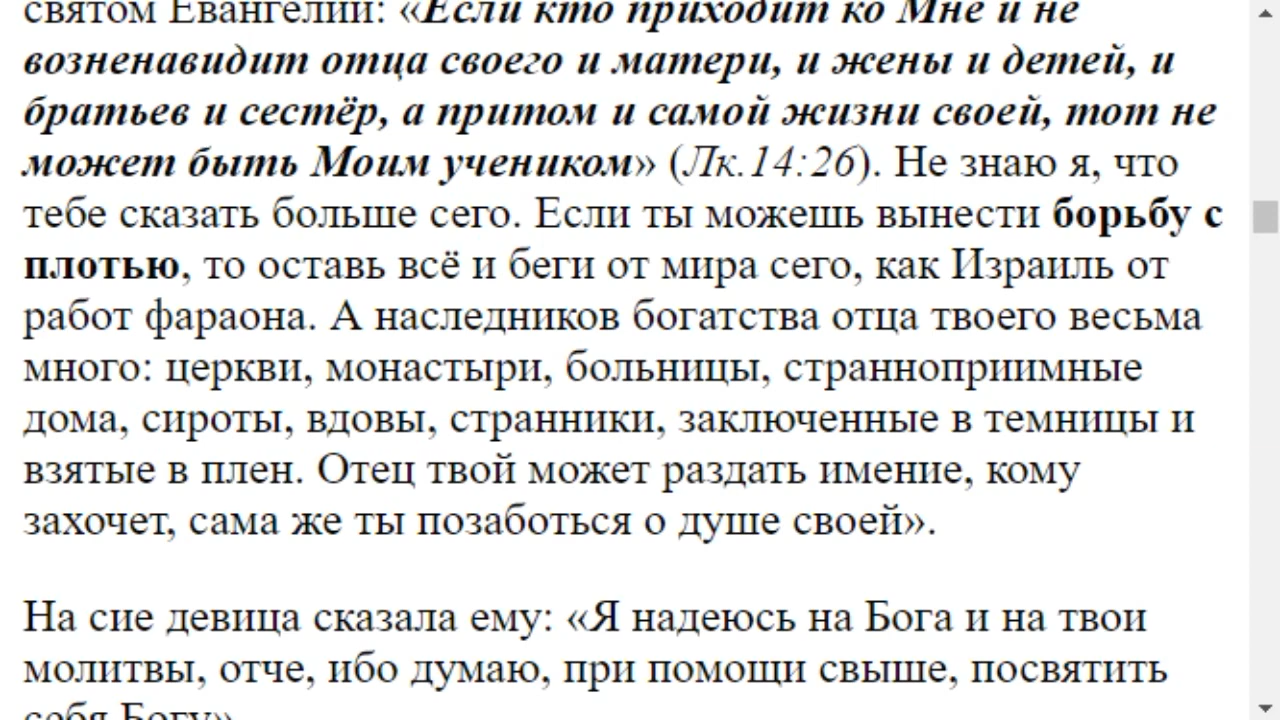 святом Евангелии: «Если кто приходит ко Мне и не
возненавидит отца своего и матери, и жены и детей, и
братьев и сестёр, а притом и самой жизни своей, тот не
может быть Моим учеником» (Лк.14:26). Не знаю я, что
тебе сказать больше сего. Если ты можешь вынести борьбу с
плотью, то оставь всё и беги от мира сего, как Израиль от
работ фараона. А наследников богатства отца твоего весьма
много: церкви, монастыри, больницы, странноприимные
дома, сироты, вдовы, странники, заключенные в темницы и
взятые в плен. Отец твой может раздать имение, кому
захочет, сама же ты позаботься о душе своей».
На сие девица сказала ему: «Я надеюсь на Бога и на твои
молитвы, отче, ибо думаю, при помощи свыше, посвятить
себя Богу»